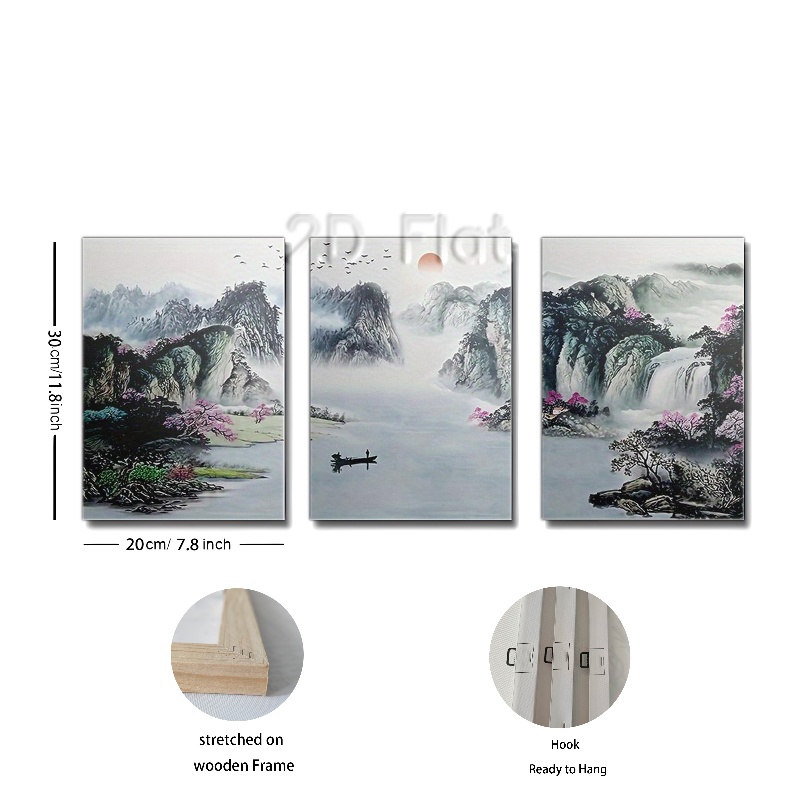 2D Flat
30cm/11.8inch
20cm/ 7.8 inch
stretched on
wooden Frame
Hook
Ready to Hang